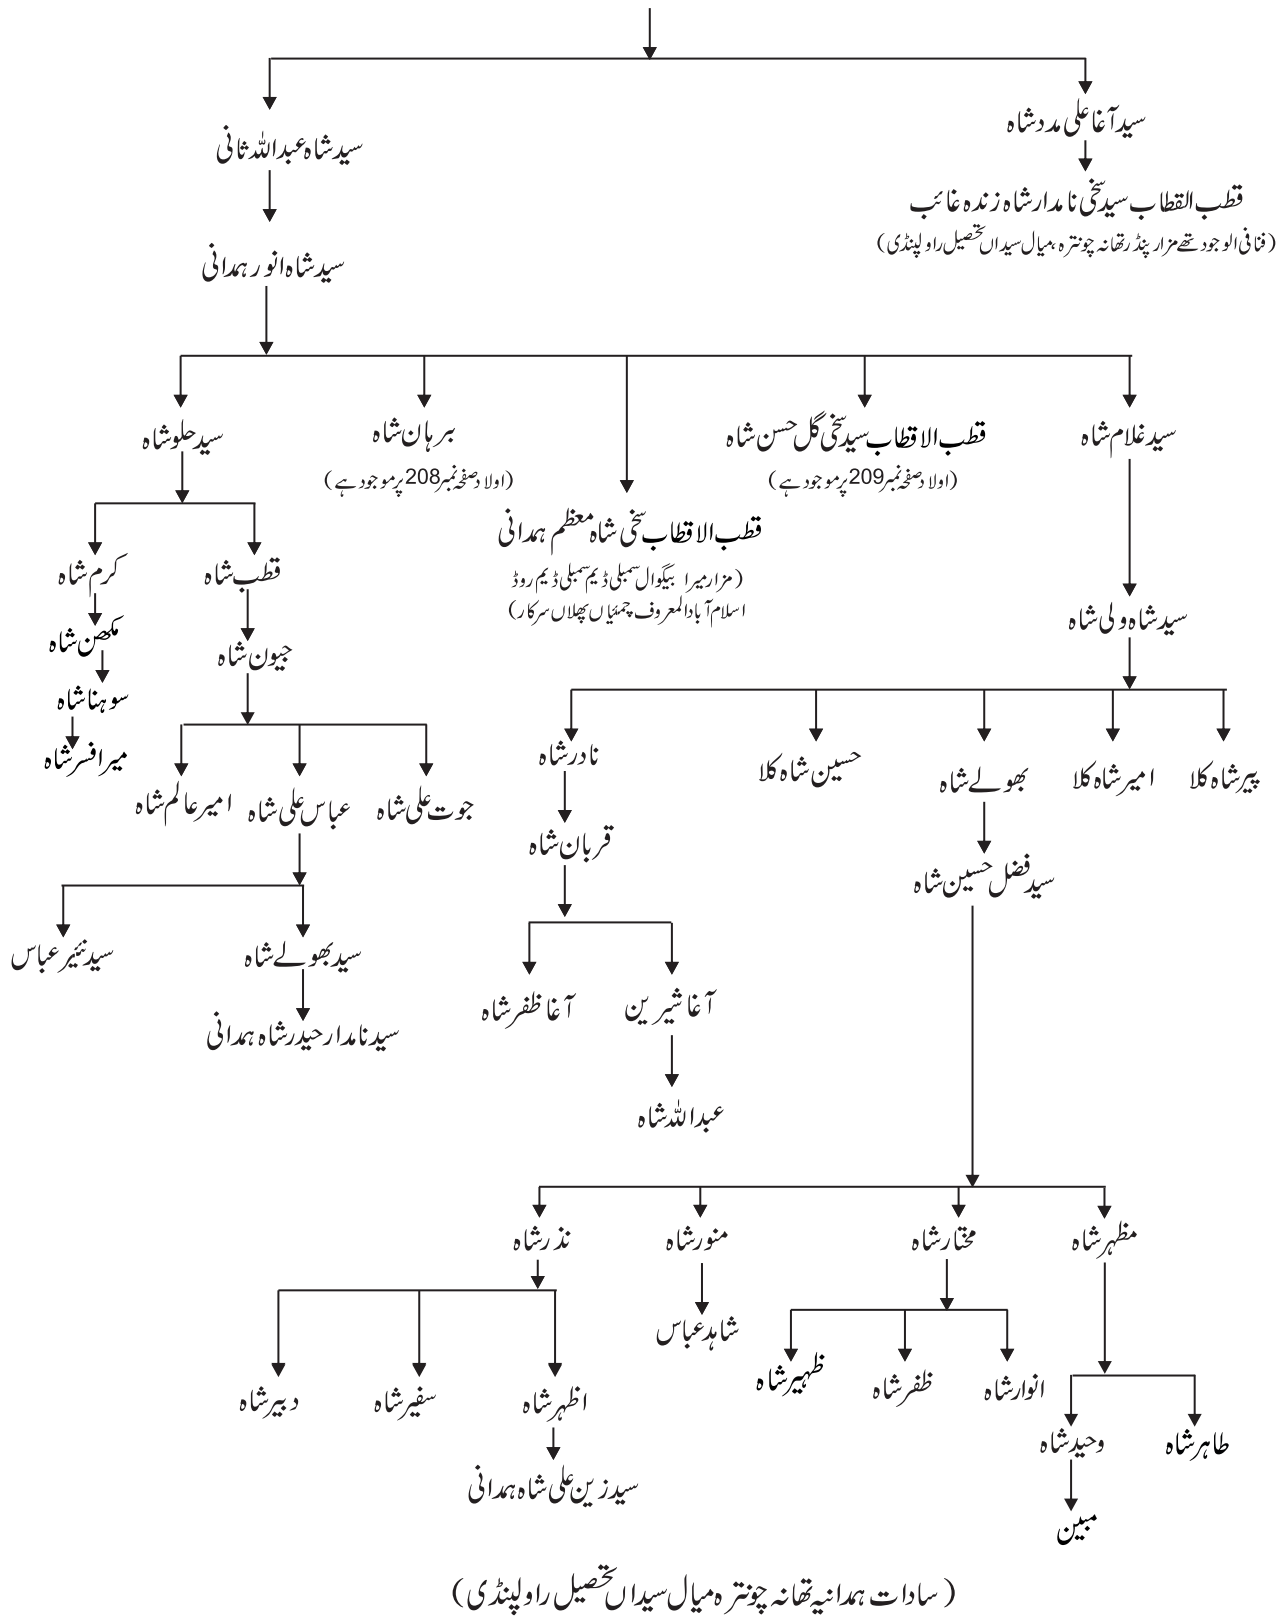 سید آغا علی مدد شاہ
سید شاہ عبداللہ ثانی
قطب القطاب سید سخی نامدار شاہ زندہ غائب
(فنا فی الوجود تھے مزار پنڈ رتھانہ چونترہ، میال سیداں تحصیل راولپنڈی)
سید شاہ انور ہمدانی
سید غلام شاہ
قطب الاقطاب سید سخی گل حسن شاہ
برہان شاہ
سید حلو شاہ
(اولاد صفحہ نمبر 209 پر موجود ہے)
(اولاد صفحہ نمبر 208 پر موجود ہے)
قطب الاقطاب سخی شاہ معظم ہمدانی
(مزار میرا بیگوال سمبلی ڈیم سمبلی ڈیم روڈ
اسلام آباد المعروف چمٹیاں پھلاں سرکار)
قطب شاہ
کرم شاہ
سید شاہ ولی شاہ
مکھن شاہ
جیون شاہ
سوہنا شاہ
میر افسر شاہ
پیر شاہ کلا
امیر شاہ کلا
بھولے شاہ
حسین شاہ کلا
نادر شاہ
جوت علی شاہ
عباس علی شاہ
امیر عالم شاہ
قربان شاہ
سید فضل حسین شاہ
سید بھولے شاہ
سید نئیر عباس
آغا شیرین
آغا ظفر شاہ
سید نامدار حیدر شاہ ہمدانی
عبداللہ شاہ
مظہر شاہ
مختار شاہ
منور شاہ
نذر شاہ
شاہد عباس
انوار شاہ
ظفر شاہ
ظہیر شاہ
اظہر شاہ
سفیر شاہ
دبیر شاہ
طاہر شاہ
وحید شاہ
سید زین علی شاہ ہمدانی
مبین
(سادات ہمدانیہ تھانہ چونترہ میال سیداں تحصیل راولپنڈی)